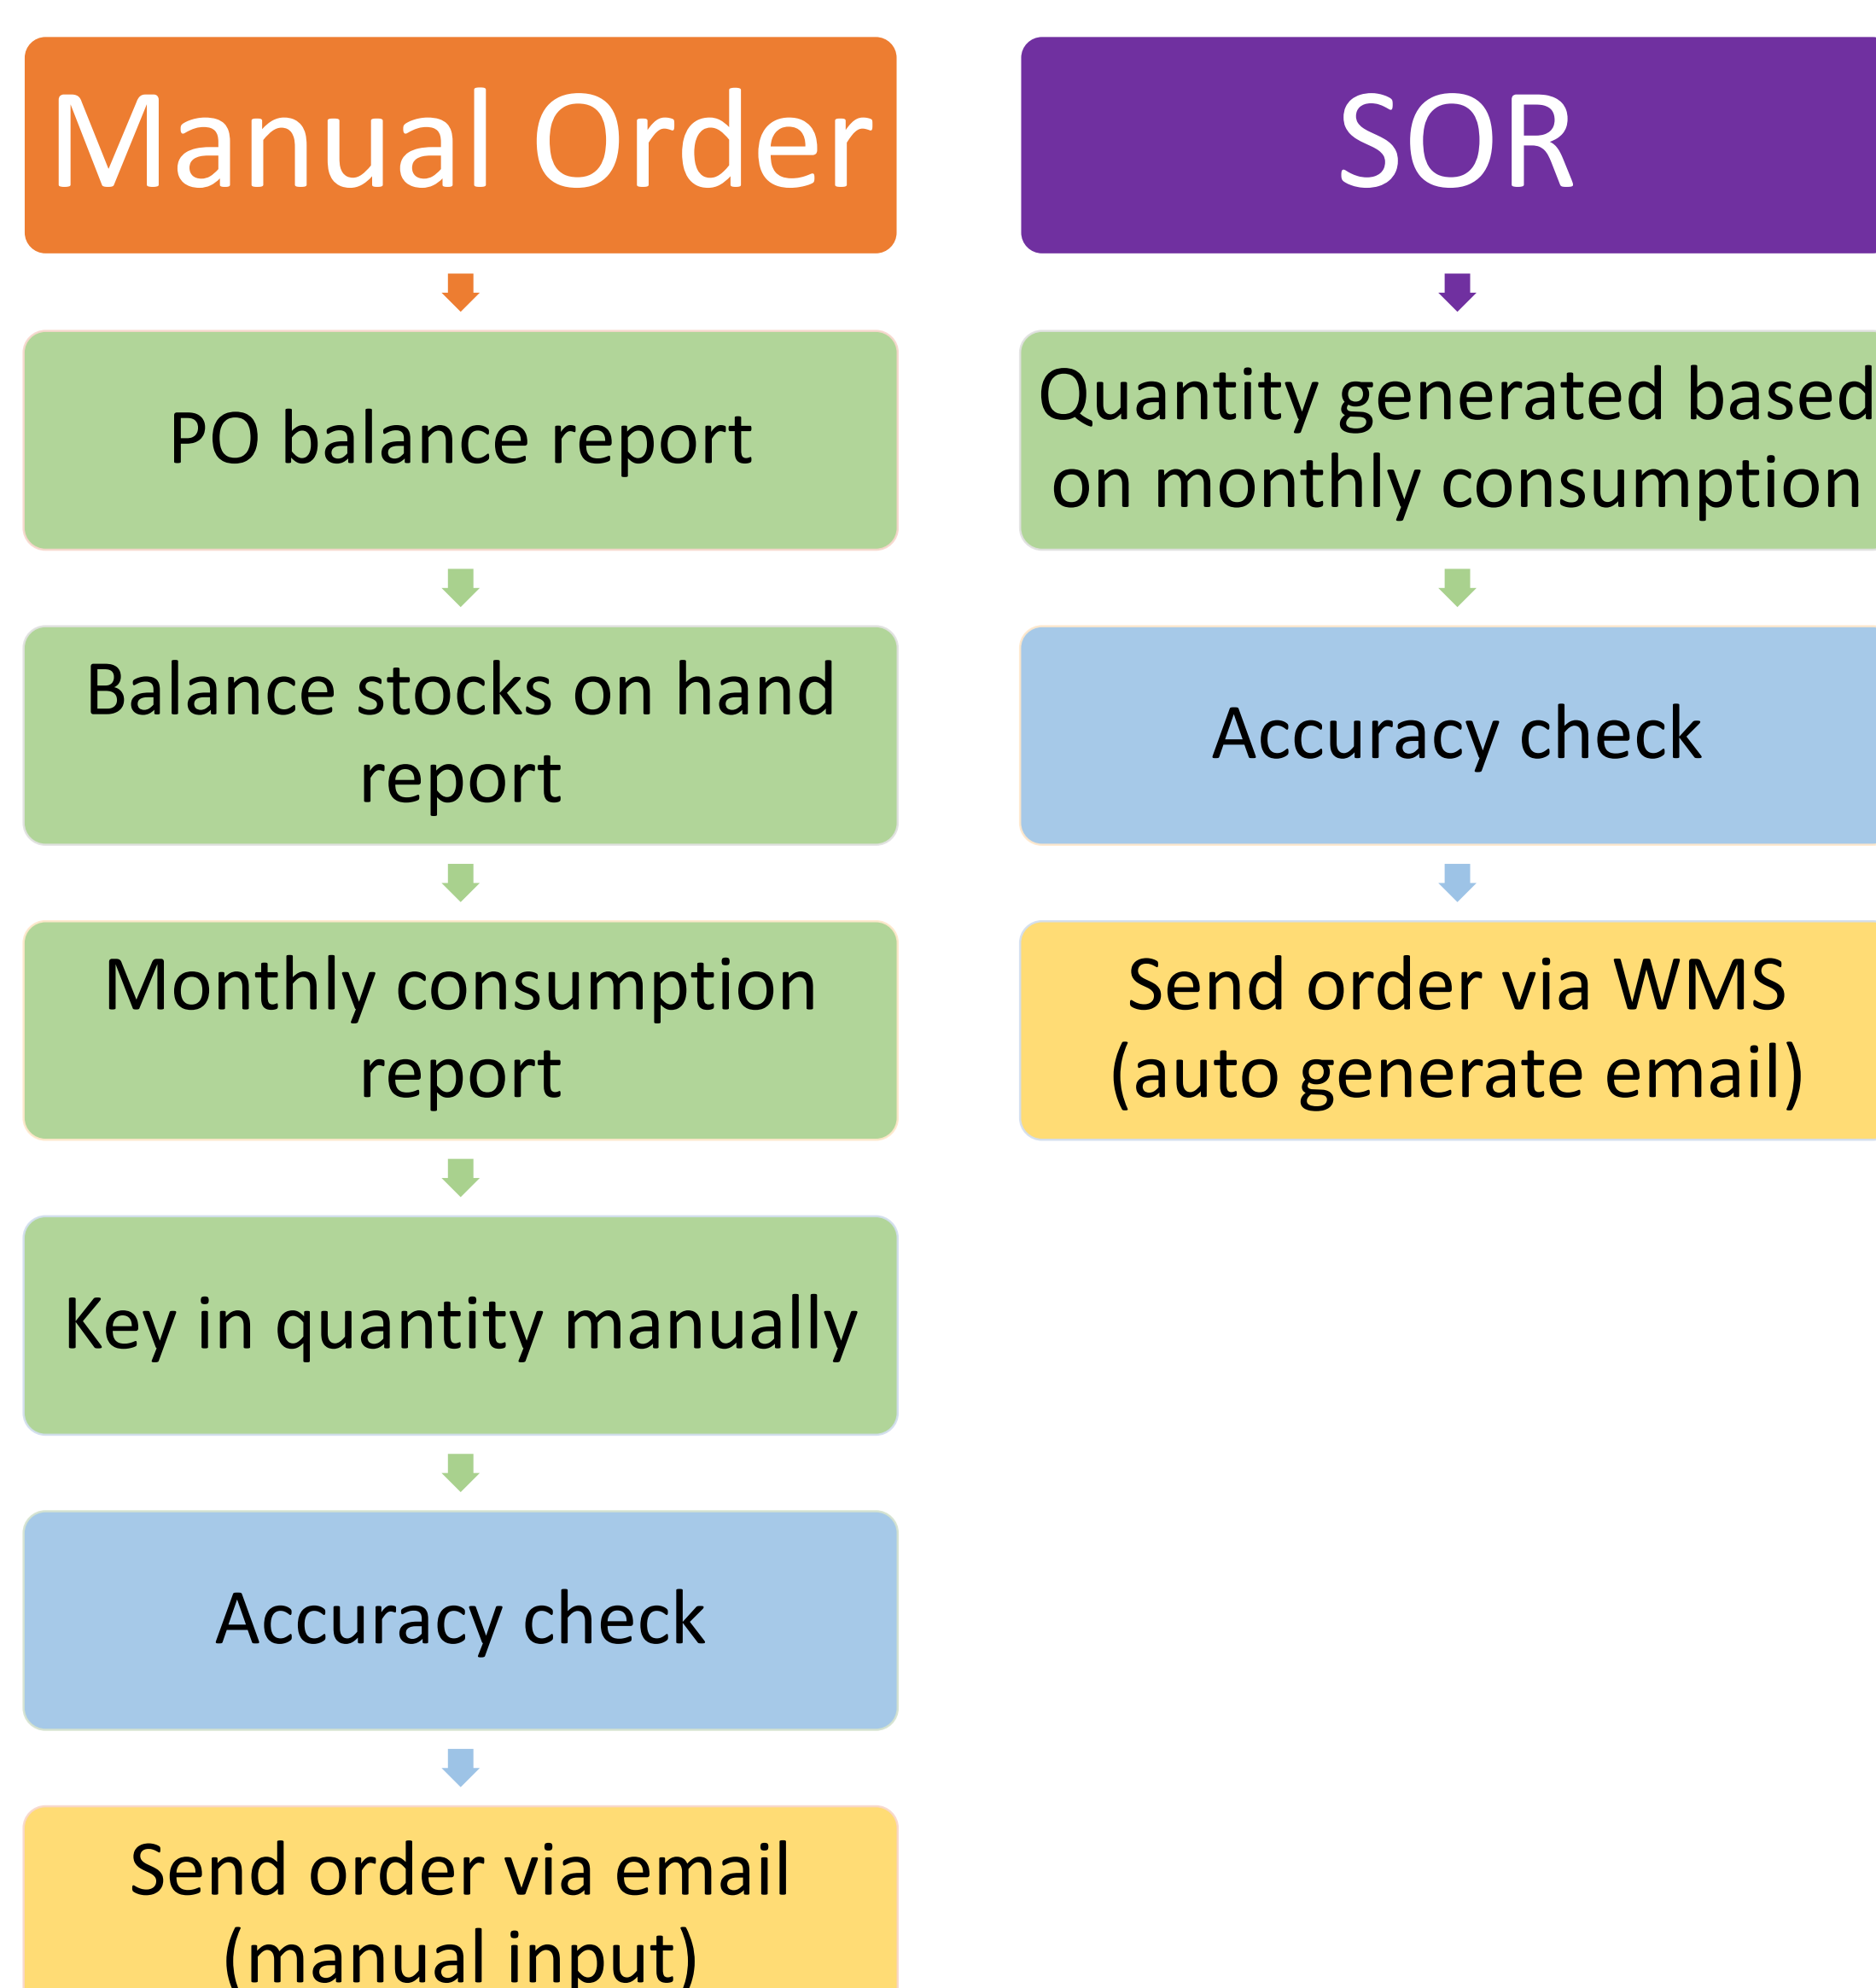 Manual Order
PO balance report
Balance stocks on hand
report
Monthly consumption
report
Key in quantity manually
Accuracy check
Send order via email
(manual input)
SOR
Quantity generated based
on monthly consumption
Accuracy check
Send order via WMS
(auto generate email)